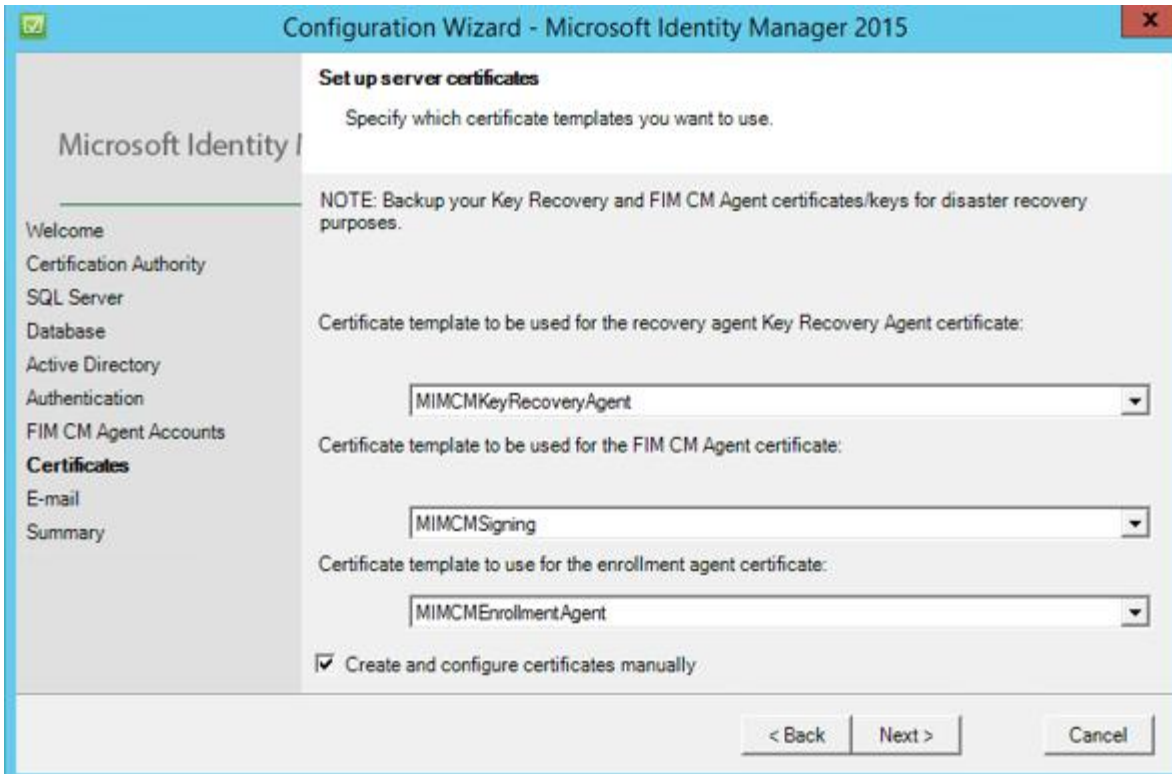 Configuration Wizard - Microsoft Identity Manager 2015
x
Set up server certificates
Specify which certificate templates you want to use.
Microsoft Identity
NOTE: Backup your Key Recovery and FIM CM Agent certificates/keys for disaster recovery
purposes.
Welcome
Certification Authority
SQL Server
Database
Active Directory
Authentication
FIM CM Agent Accounts
Certificates
E-mail
Summary
Certificate template to be used for the recovery agent Key Recovery Agent certificate:
MIMCMKeyRecoveryAgent
Certificate template to be used for the FIM CM Agent certificate:
MIMCMSigning
Certificate template to use for the enrollment agent certificate:
MIMCMEnrollmentAgent
Create and configure certificates manually
< Back
Next >
Cancel